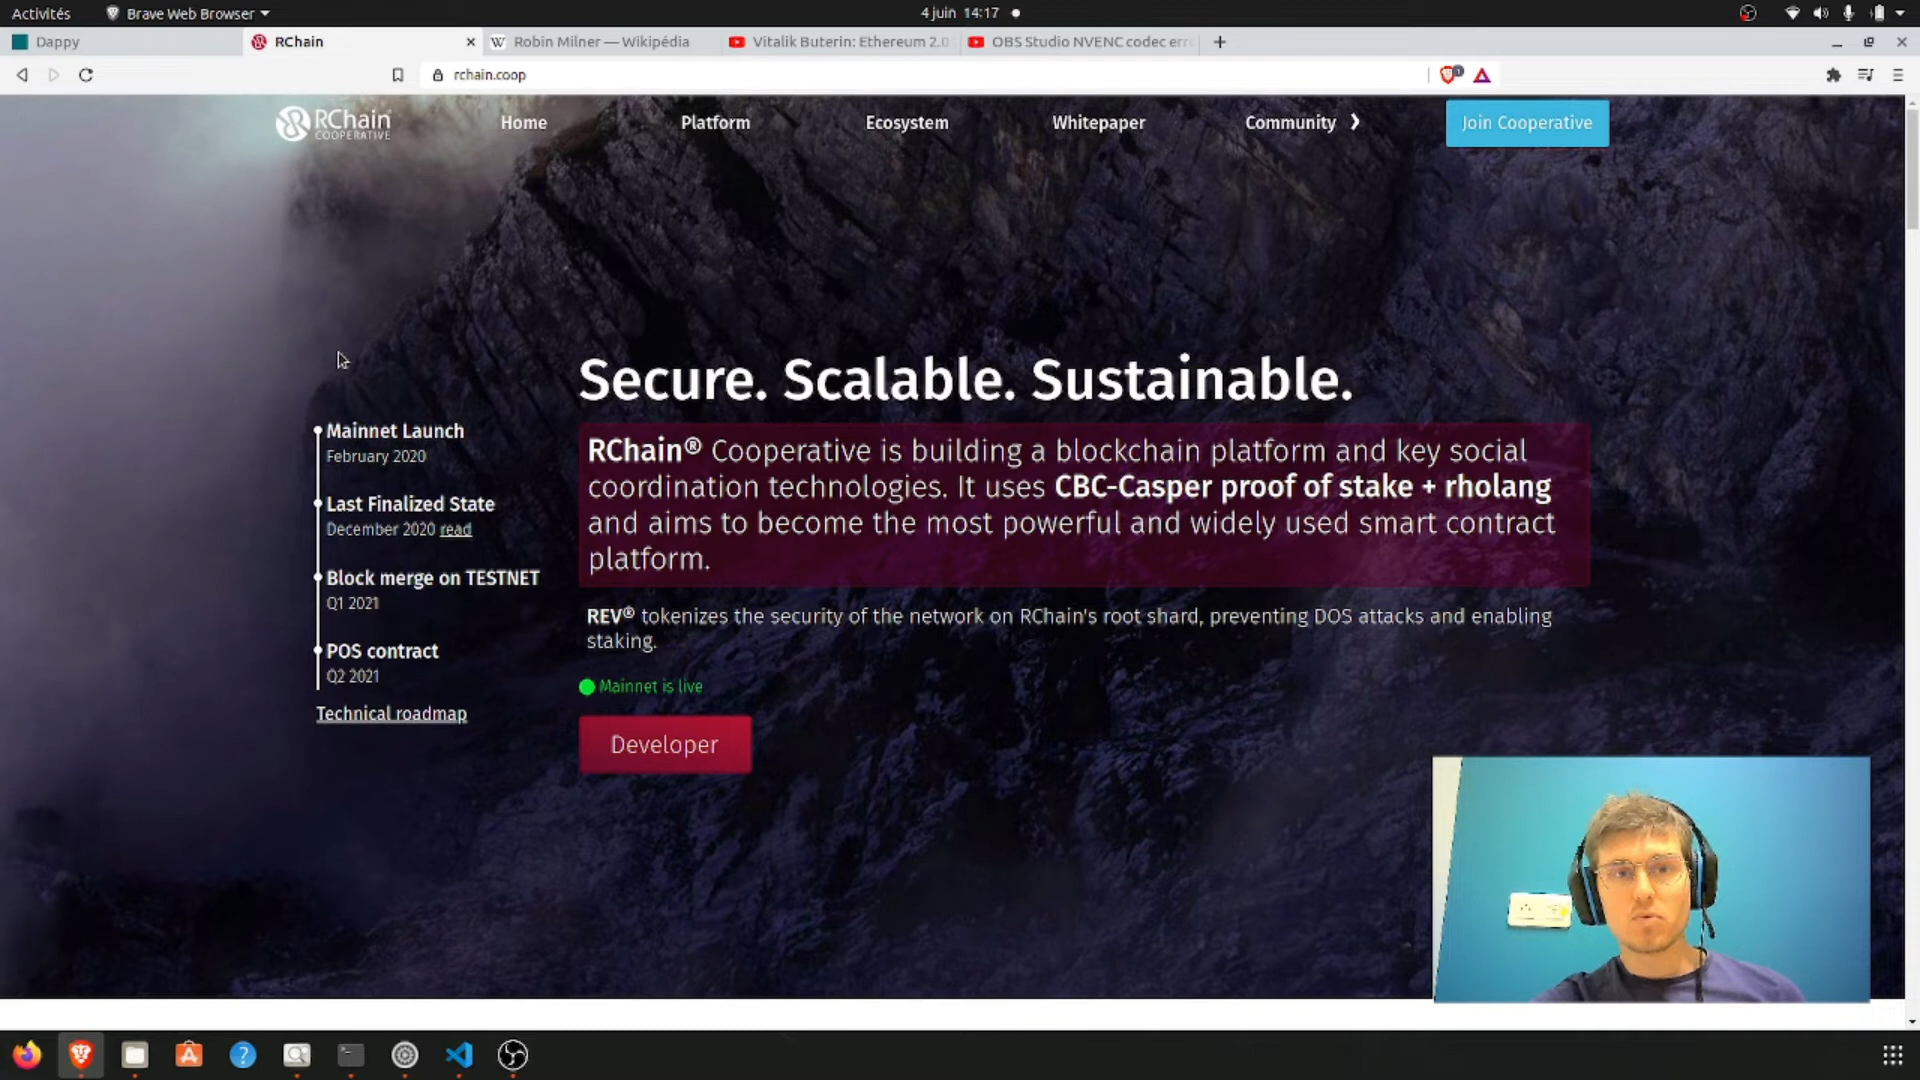 Activités
Brave Web Browser
4 juin 14:17
Dappy
RChain
Robin Milner — Wikipédia
Vitalik Buterin: Ethereum 2.0
OBS Studio NVENC codec erro
rchain.coop
1
RChain
COOPERATIVE
Home
Platform
Ecosystem
Whitepaper
Community
Join Cooperative
Secure. Scalable. Sustainable.
Mainnet Launch
February 2020
Last Finalized State
December 2020 read
Block merge on TESTNET
Q1 2021
POS contract
Q2 2021
Technical roadmap
RChain® Cooperative is building a blockchain platform and key social
coordination technologies. It uses CBC-Casper proof of stake + rholang
and aims to become the most powerful and widely used smart contract
platform.
REV® tokenizes the security of the network on RChain's root shard, preventing DOS attacks and enabling
staking.
Mainnet is live
Developer